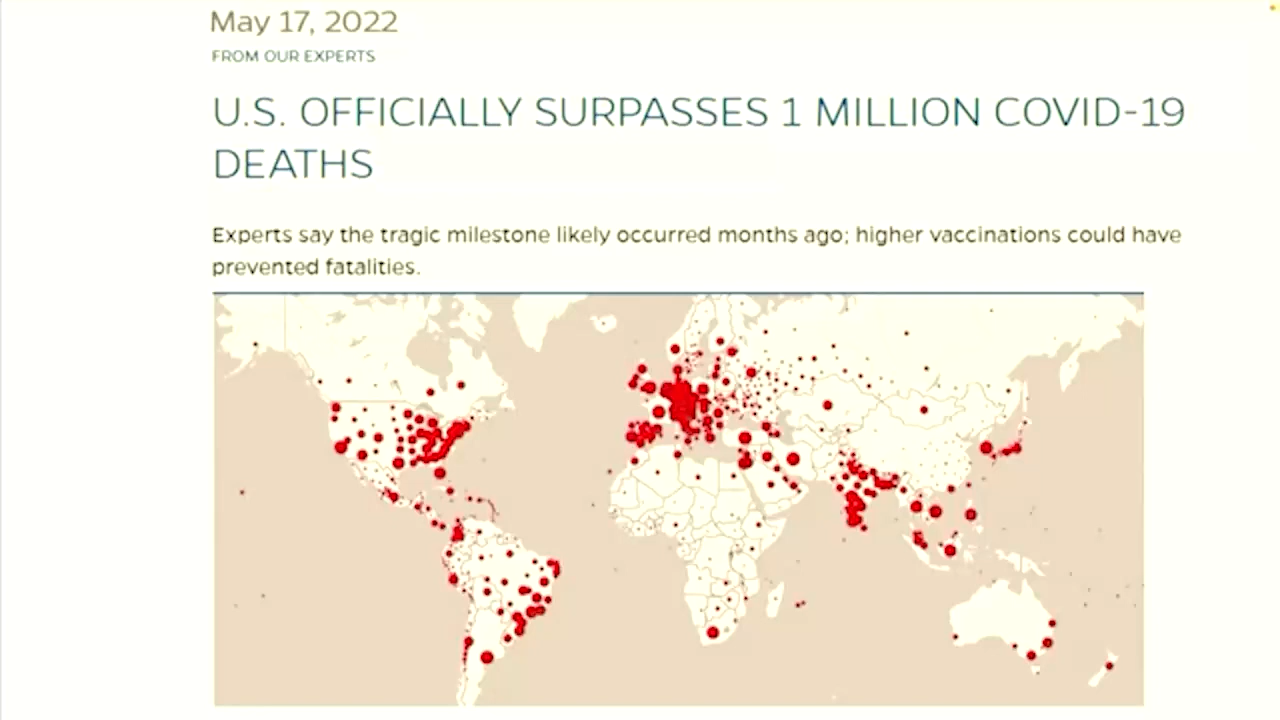 May 17, 2022
FROM OUR EXPERTS
U.S. OFFICIALLY SURPASSES 1 MILLION COVID-19
DEATHS
Experts say the tragic milestone likely occurred months ago; higher vaccinations could have
prevented fatalities.